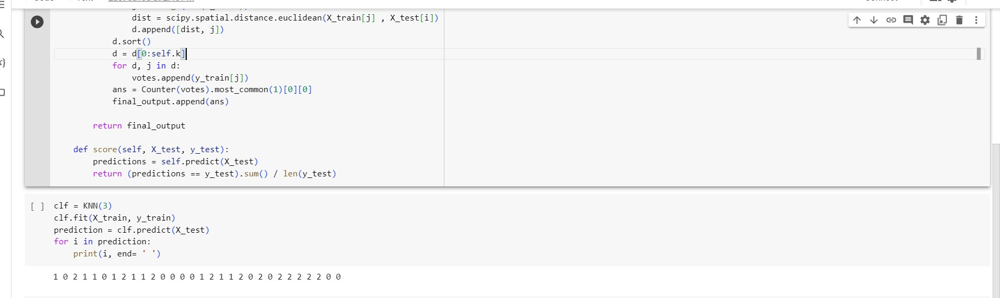 dist = scipy.spatial.distance.euclidean(X_train[j] , X_test[i])
d.append([dist, j])
d.sort()
d = d[0:self.k]
for d, j in d:
votes.append(y_train[j])
ans = Counter(votes).most_common(1)[0][0]
final_output.append(ans)
return final_output
def score(self, X_test, y_test):
predictions = self.predict(X_test)
return (predictions == y_test).sum() / len(y_test)
[ ] clf = KNN(3)
clf.fit(X_train, y_train)
prediction = clf.predict(X_test)
for i in prediction:
print(i, end= ' ')
1 0 2 1 1 0 1 2 1 1 2 0 0 0 0 1 2 1 1 2 0 2 0 2 2 2 2 2 0 0